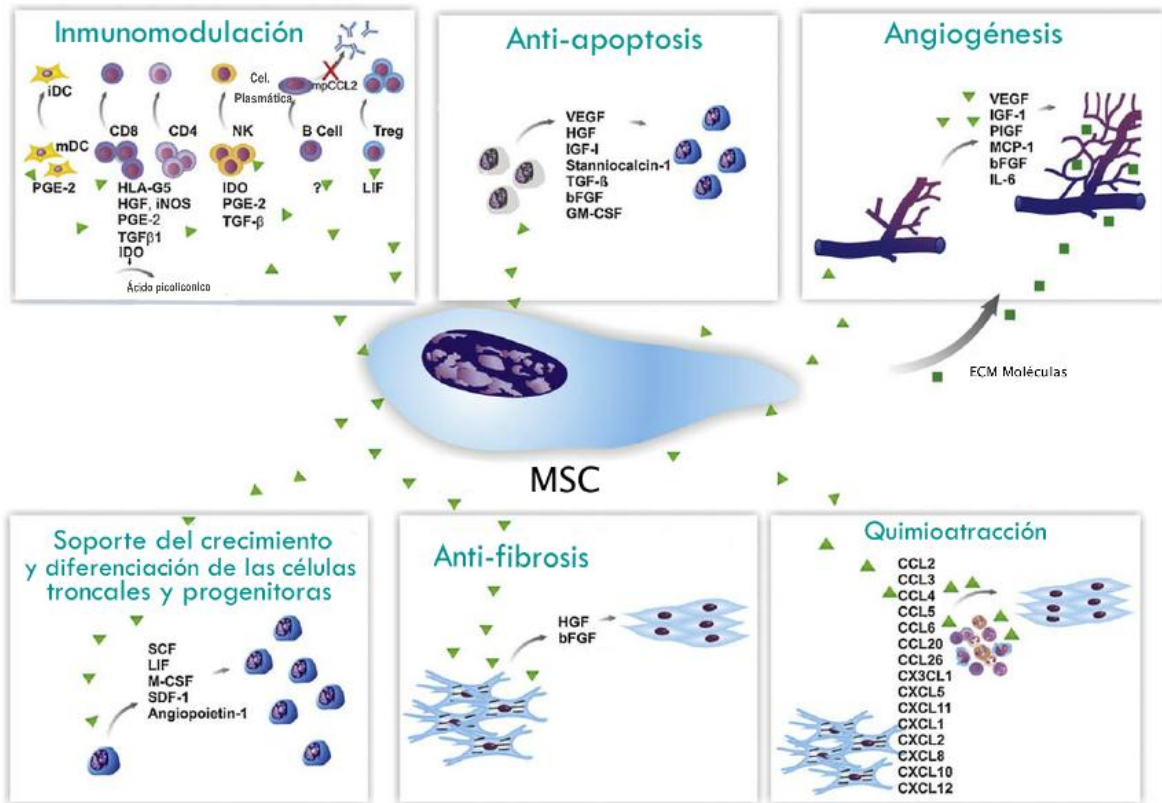 Inmunomodulación
iDC
Cel.
Plasmática
mpCCL2
mDC
CD8
CD4
NK
B Cell
Treg
PGE-2
HLA-G5
HGF, iNOS
PGE-2
TGFβ1
IDO
IDO
PGE-2
TGF-β
?
LIF
Ácido picoliconico
Anti-apoptosis
VEGF
HGF
IGF-I
Stanniocalcin-1
TGF-ß
bFGF
GM-CSF
Angiogénesis
VEGF
IGF-1
PIGF
MCP-1
bFGF
IL-6
ECM Moléculas
MSC
Soporte del crecimiento
y diferenciación de las células
troncales y progenitoras
SCF
LIF
M-CSF
SDF-1
Angiopoietin-1
Anti-fibrosis
HGF
bFGF
Quimioatracción
CCL2
CCL3
CCL4
CCL5
CCL6
CCL20
CCL26
CX3CL1
CXCL5
CXCL11
CXCL1
CXCL2
CXCL8
CXCL10
CXCL12